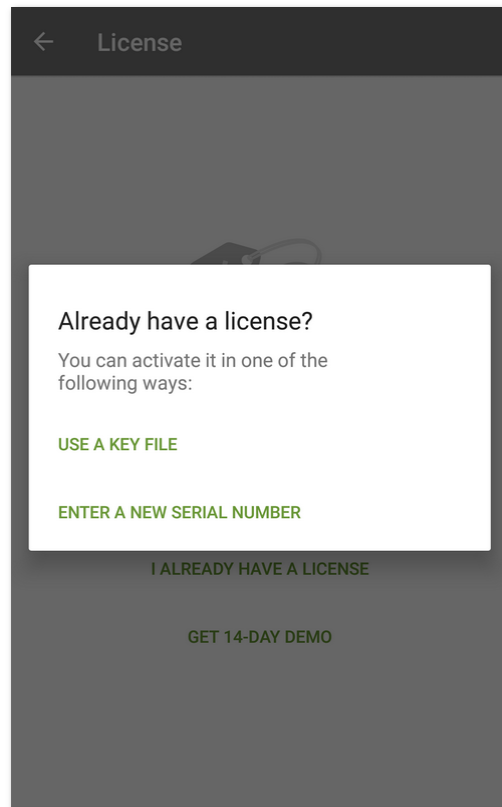 License
Already have a license?
You can activate it in one of the
following ways:
USE A KEY FILE
ENTER A NEW SERIAL NUMBER
I ALREADY HAVE A LICENSE
GET 14-DAY DEMO